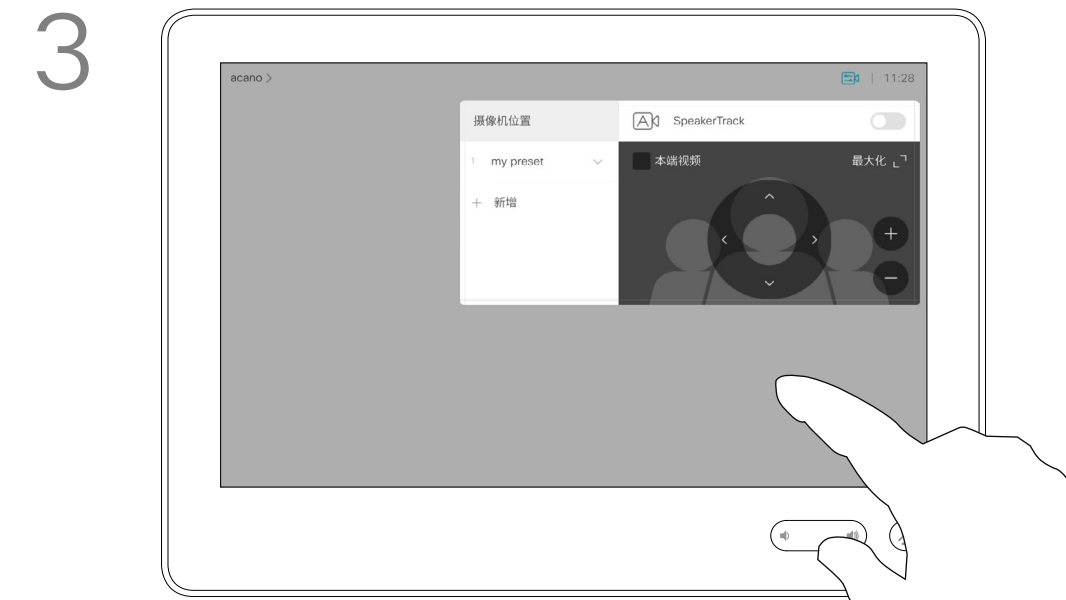 3
acano >
11:28
摄像机位置
SpeakerTrack
1 my preset
本端视频
最大化
+ 新增